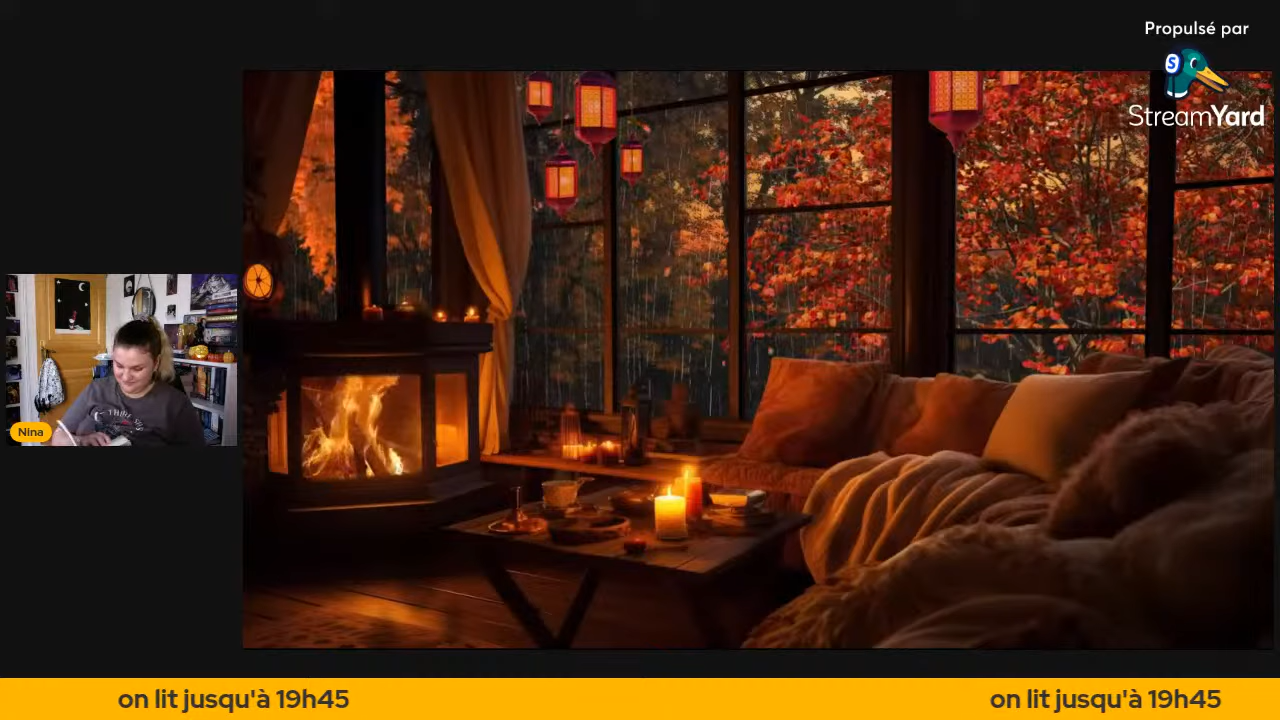 Propulsé par
S
StreamYard
Nina
on lit jusqu'à 19h45 on lit jusqu'à 19h45